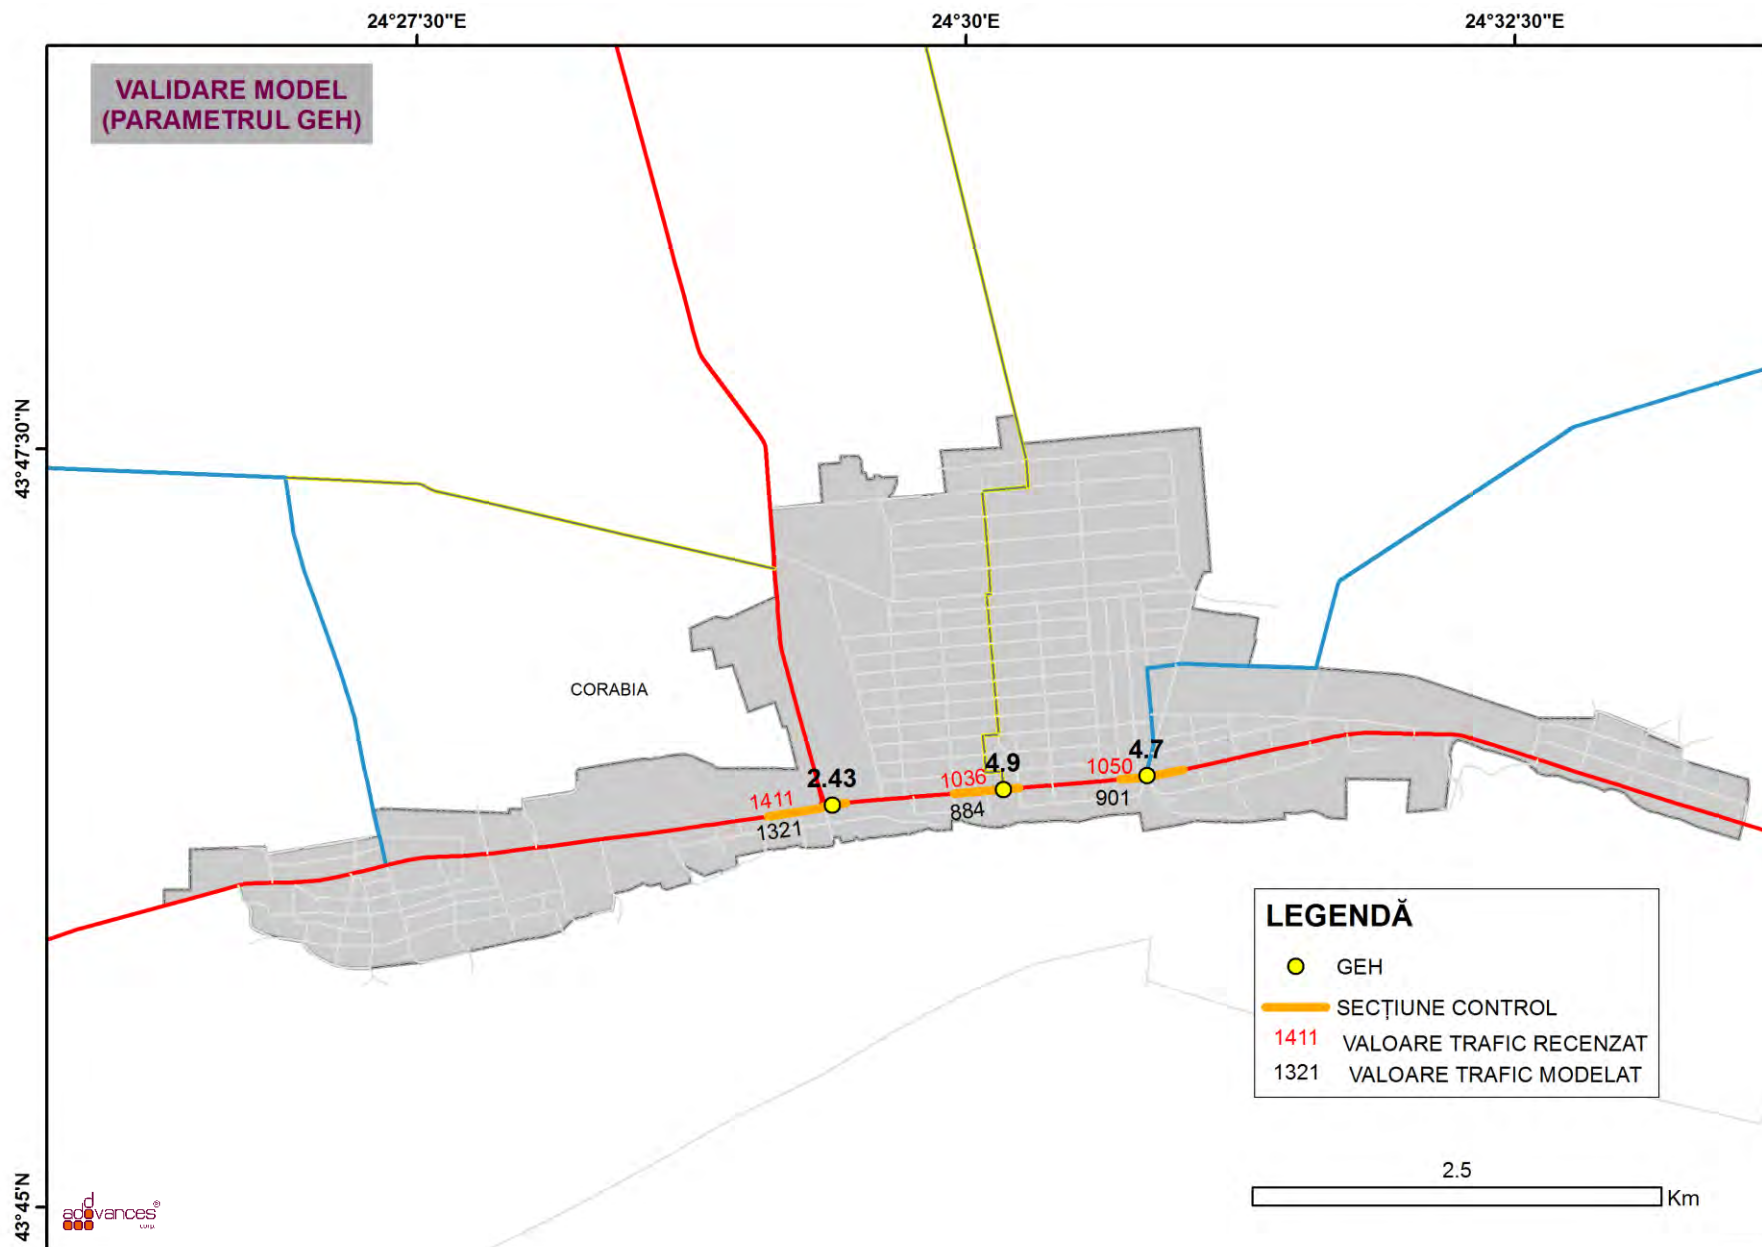 24°27'30"E
24°30'E
24°32'30"E
VALIDARE MODEL
(PARAMETRUL GEH)
43°47'30"N
CORABIA
4.7
4.9
1050
2.43
1036
901
1411
884
1321
LEGENDĂ
GEH
SECȚIUNE CONTROL
1411 VALOARE TRAFIC RECENZAT
1321 VALOARE TRAFIC MODELAT
2.5
Km
43°45'N
addvances®